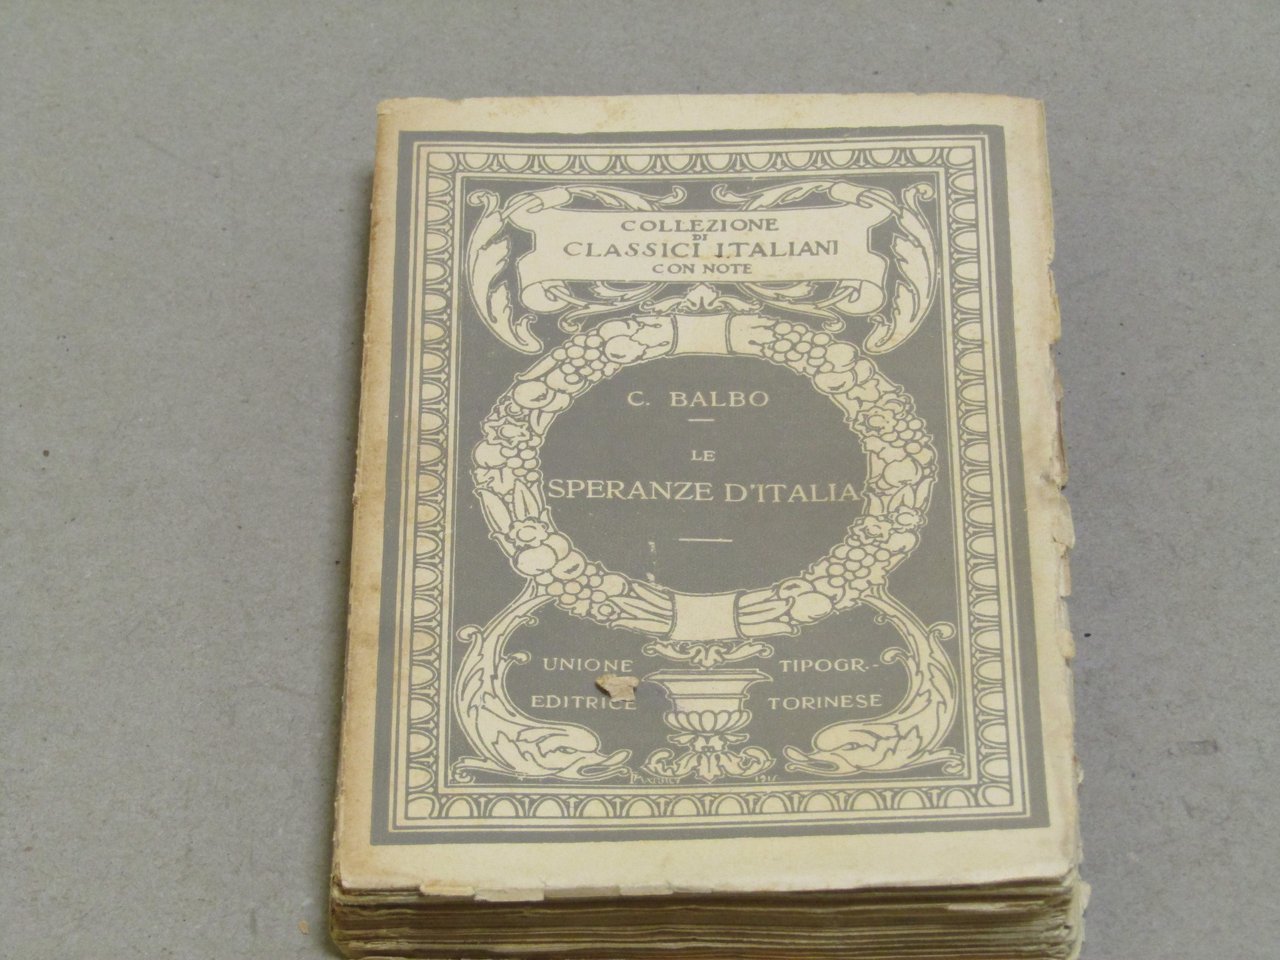 COLLEZIONE
DI
CLASSICI ITALIANI
CON NOTE
C. BALBO
LE
SPERANZE D'ITALIA
UNIONE TIPOGR.-
EDITRICE TORINESE